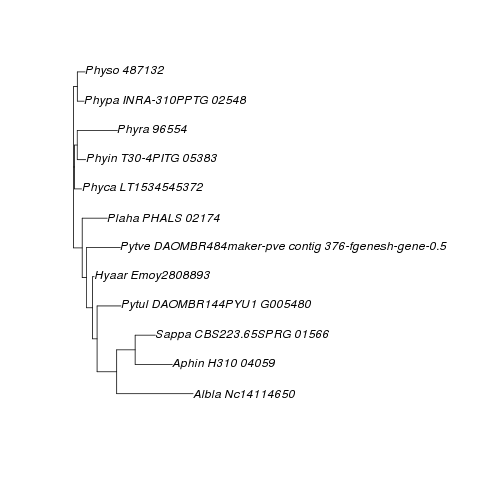 Physo 487132
Phypa INRA-310PPTG 02548
Phyra 96554
Phyin T30-4PITG 05383
Phyca LT1534545372
Plaha PHALS 02174
Pytve DAOMBR484maker-pve contig 376-fgenesh-gene-0.5
Hyaar Emoy2808893
Pytul DAOMBR144PYU1 G005480
Sappa CBS223.65SPRG 01566
Aphin H310 04059
Albla Nc14114650